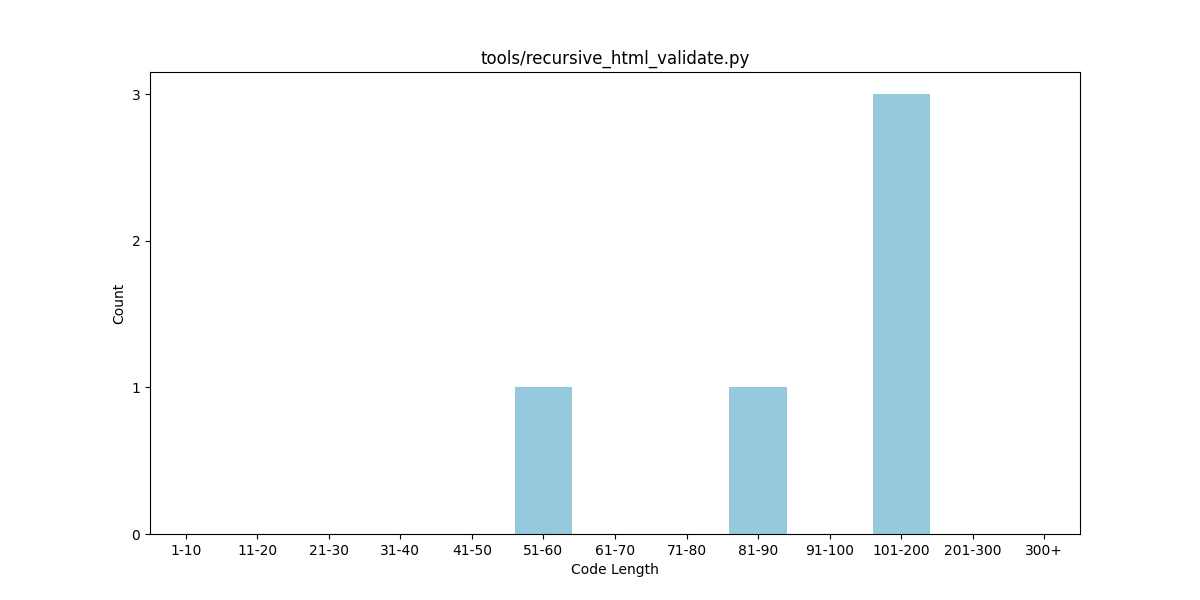 tools/recursive_html_validate.py
3
2
1
0
Count
1-10 11-20 21-30 31-40 41-50 51-60 61-70 71-80 81-90 91-100 101-200 201-300 300+
Code Length